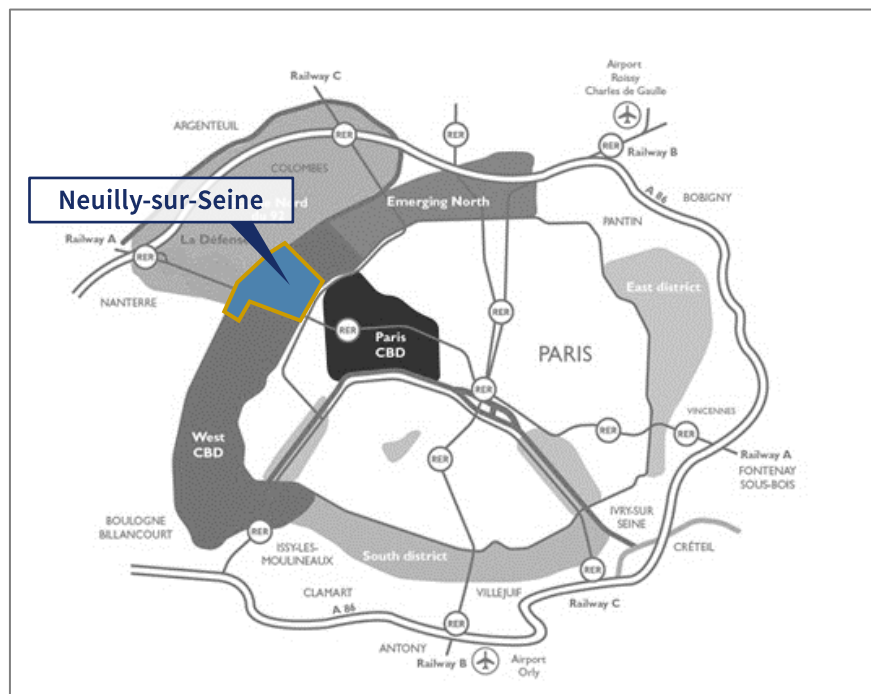 Railway C
Airport
Roissy
Charles de Gaulle
ARGENTEUIL
RER
RER
RER
Railway B
COLOMBES
A 86
BOBIGNY
Neuilly-sur-Seine
Nord
Emerging North
PANTIN
Railway A
La Défense
RER
East district
NANTERRE
RER
RER
Paris
CBD
PARIS
RER
VINCENNES
West
CBD
RER
RER
RER
Railway A
FONTENAY
SOUS-BOIS
BOULOGNE
BILLANCOURT
RER
IVRY-SUR
SEINE
ISSY-LES-
MOULINEAUX
South district
CRÉTEIL
RER
CLAMART
VILLEJUIF
Railway C
A 86
RER
ANTONY
Railway B
Airport
Orly